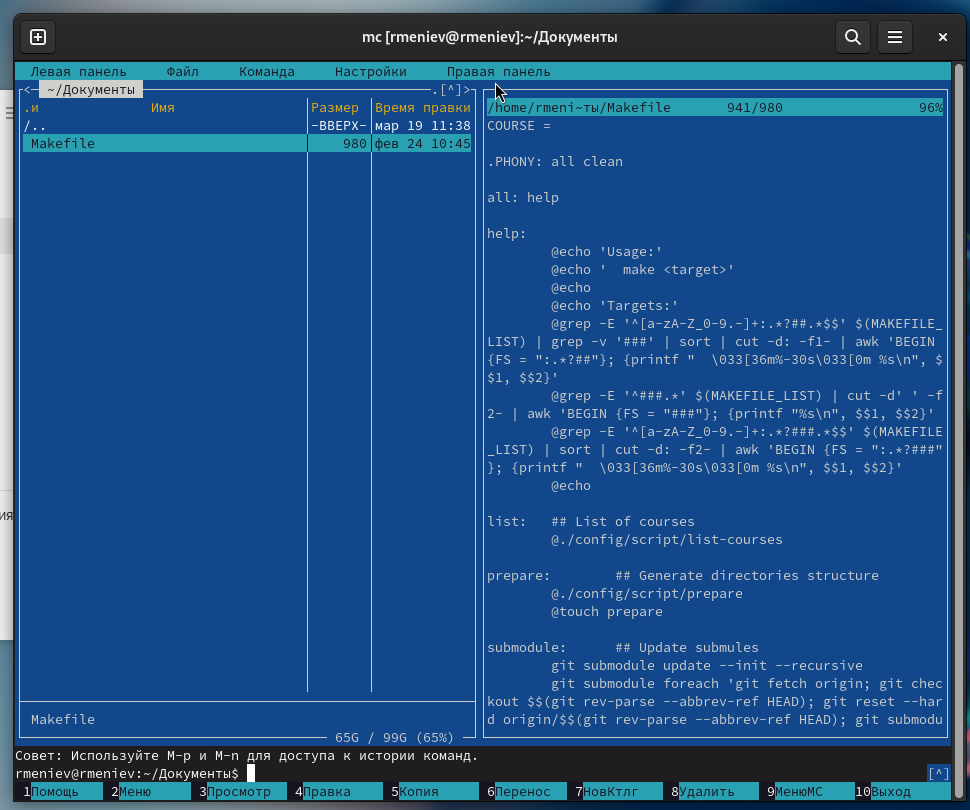 mc [rmeniev@rmeniev]:~/Документы
Левая панель Файл Команда Настройки Правая панель
<─ ~/Документы .[^]>
.и Имя Размер Время правки
/.. -ВВЕРХ- мар 19 11:38
Makefile 980 фев 24 10:45
Makefile
65G / 99G (65%)
/home/rmeni~ты/Makefile 941/980 96%
COURSE =
.PHONY: all clean
all: help
help:
@echo 'Usage:'
@echo '  make <target>'
@echo
@echo 'Targets:'
@grep -E '^[a-zA-Z_0-9.-]+:.*?##.*$$' $(MAKEFILE_
LIST) | grep -v '###' | sort | cut -d: -f1- | awk 'BEGIN
{FS = ":.*?##"}; {printf "  \033[36m%-30s\033[0m %s\n", $
$1, $$2}'
@grep -E '^###.*' $(MAKEFILE_LIST) | cut -d' ' -f
2- | awk 'BEGIN {FS = "###"}; {printf "%s\n", $$1, $$2}'
@grep -E '^[a-zA-Z_0-9.-]+:.*?###.*$$' $(MAKEFILE
_LIST) | sort | cut -d: -f2- | awk 'BEGIN {FS = ":.*?###"
}; {printf "  \033[36m%-30s\033[0m %s\n", $$1, $$2}'
@echo
list: ## List of courses
@./config/script/list-courses
prepare: ## Generate directories structure
@./config/script/prepare
@touch prepare
submodule: ## Update submules
git submodule update --init --recursive
git submodule foreach 'git fetch origin; git chec
kout $$(git rev-parse --abbrev-ref HEAD); git reset --har
d origin/$$(git rev-parse --abbrev-ref HEAD); git submodu
Совет: Используйте M-p и M-n для доступа к истории команд.
rmeniev@rmeniev:~/Документы$ [^]
1Помощь 2Меню 3Просмотр 4Правка 5Копия 6Перенос 7НовКтлг 8Удалить 9МенюМС 10Выход